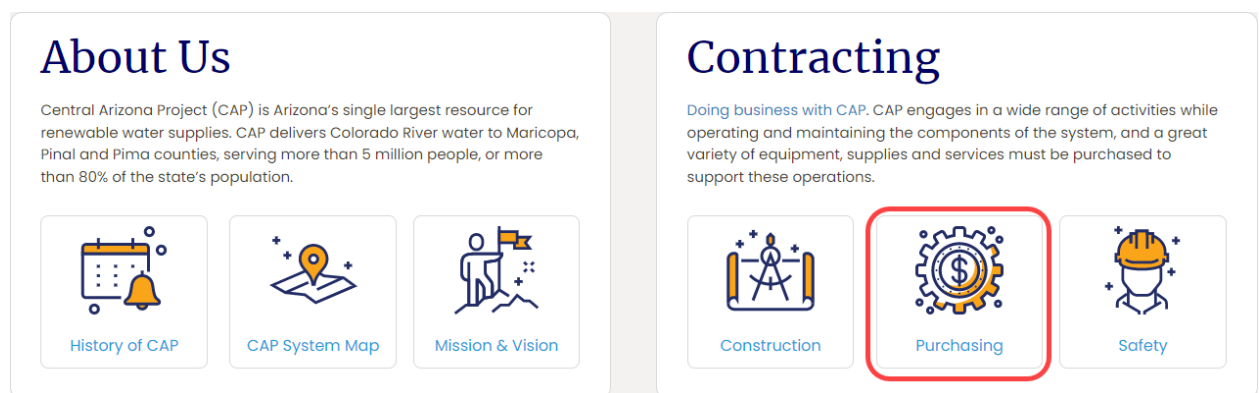 About Us
Central Arizona Project (CAP) is Arizona's single largest resource for
renewable water supplies. CAP delivers Colorado River water to Maricopa,
Pinal and Pima counties, serving more than 5 million people, or more
than 80% of the state's population.
History of CAP
CAP System Map
Mission & Vision
Contracting
Doing business with CAP. CAP engages in a wide range of activities while
operating and maintaining the components of the system, and a great
variety of equipment, supplies and services must be purchased to
support these operations.
Construction
$
Purchasing
Safety